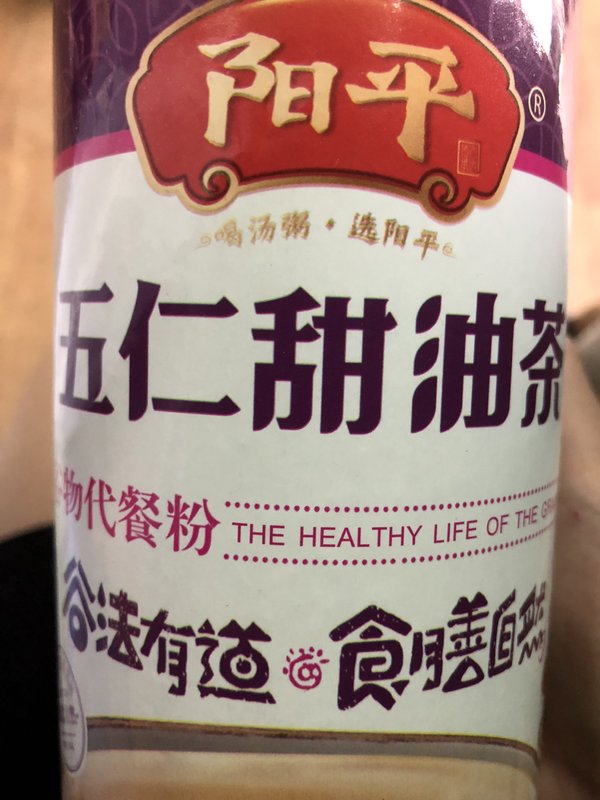 阳平
®
喝汤粥·选阳平
五仁甜油茶
物代餐粉
THE HEALTHY LIFE OF THE
谷法有道 食膳自然